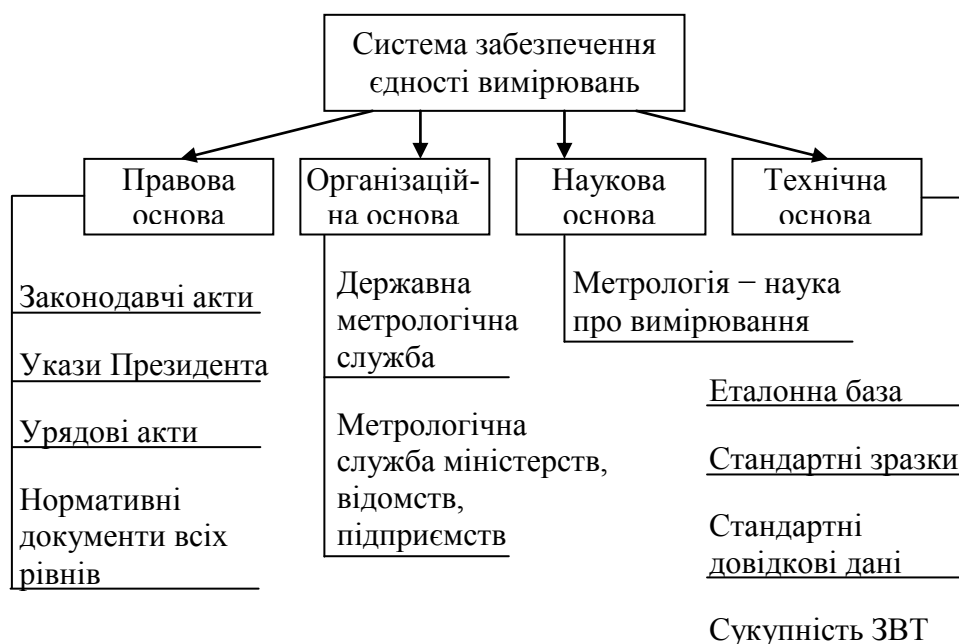 Система забезпечення
єдності вимірювань
Правова
основа
Організацій-
на основа
Наукова
основа
Технічна
основа
Законодавчі акти
Укази Президента
Урядові акти
Нормативні
документи всіх
рівнів
Державна
метрологічна
служба
Метрологічна
служба міністерств,
відомств,
підприємств
Метрологія − наука
про вимірювання
Еталонна база
Стандартні зразки
Стандартні
довідкові дані
Сукупність ЗВТ